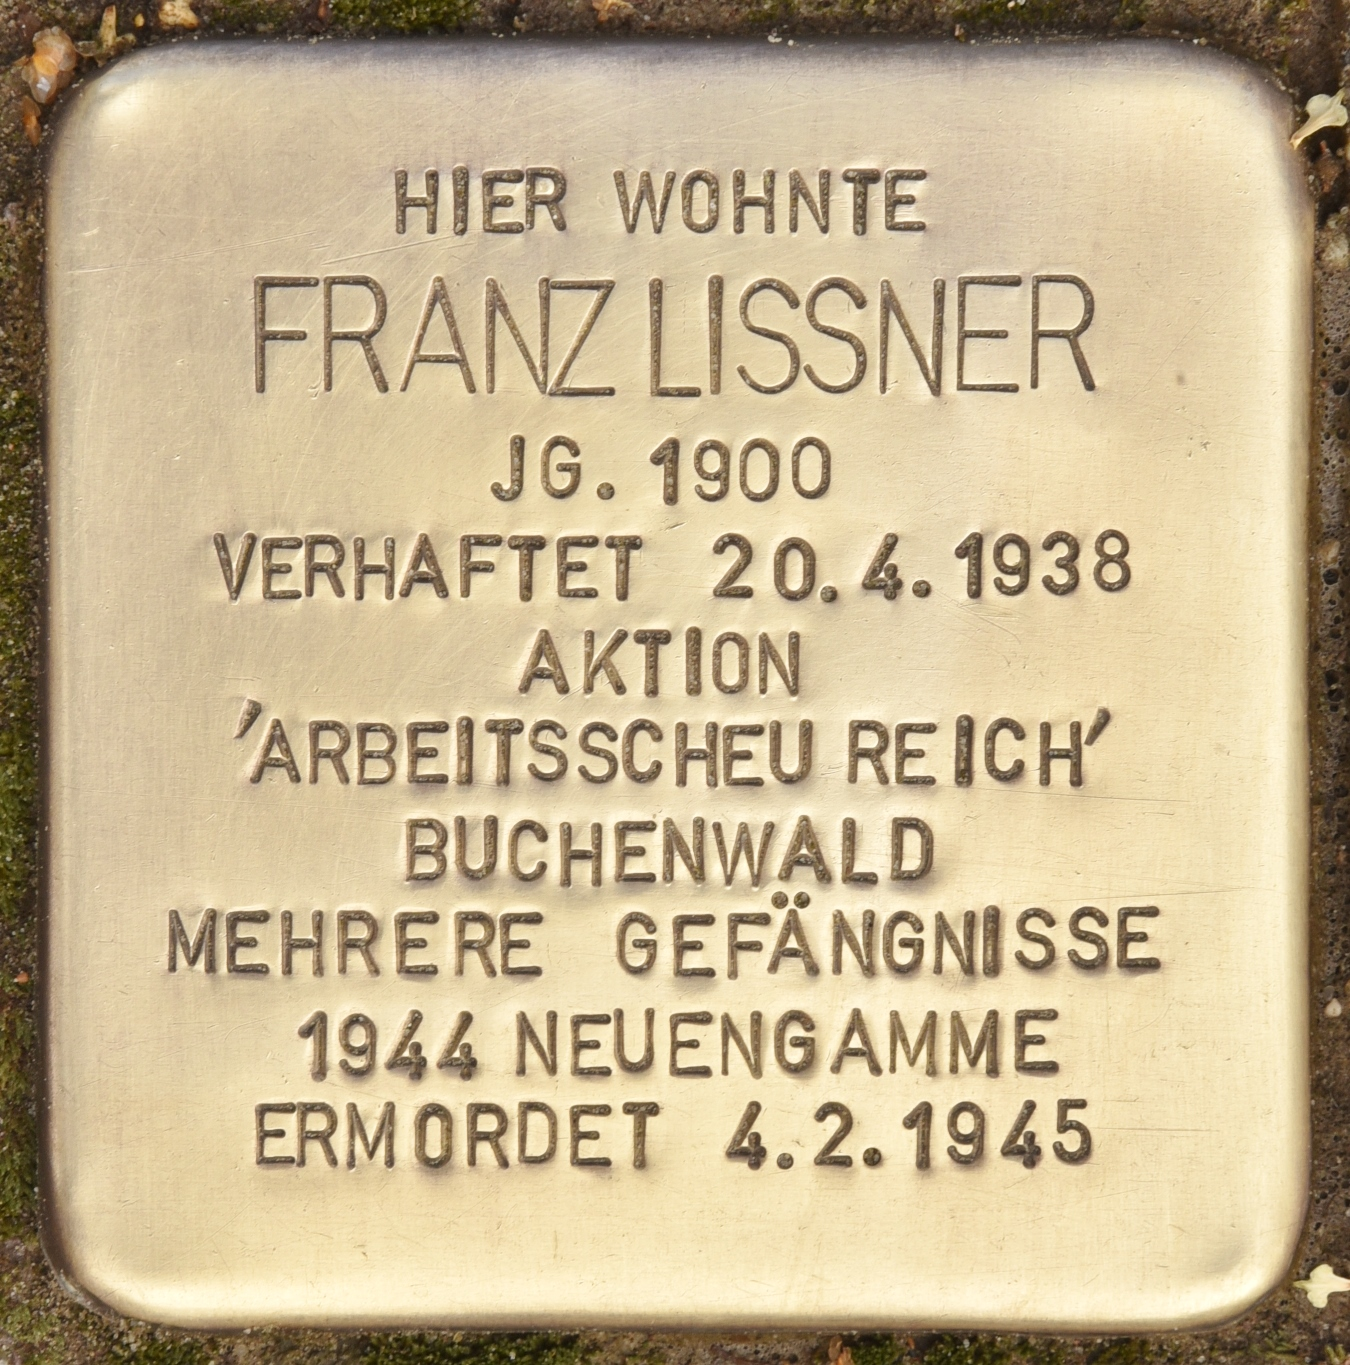 HIER WOHNTE
FRANZ LISSNER
JG. 1900
VERHAFTET 20.4.1938
AKTION
'ARBEITSSCHEU REICH'
BUCHENWALD
MEHRERE GEFÄNGNISSE
1944 NEUENGAMME
ERMORDET 4.2.1945